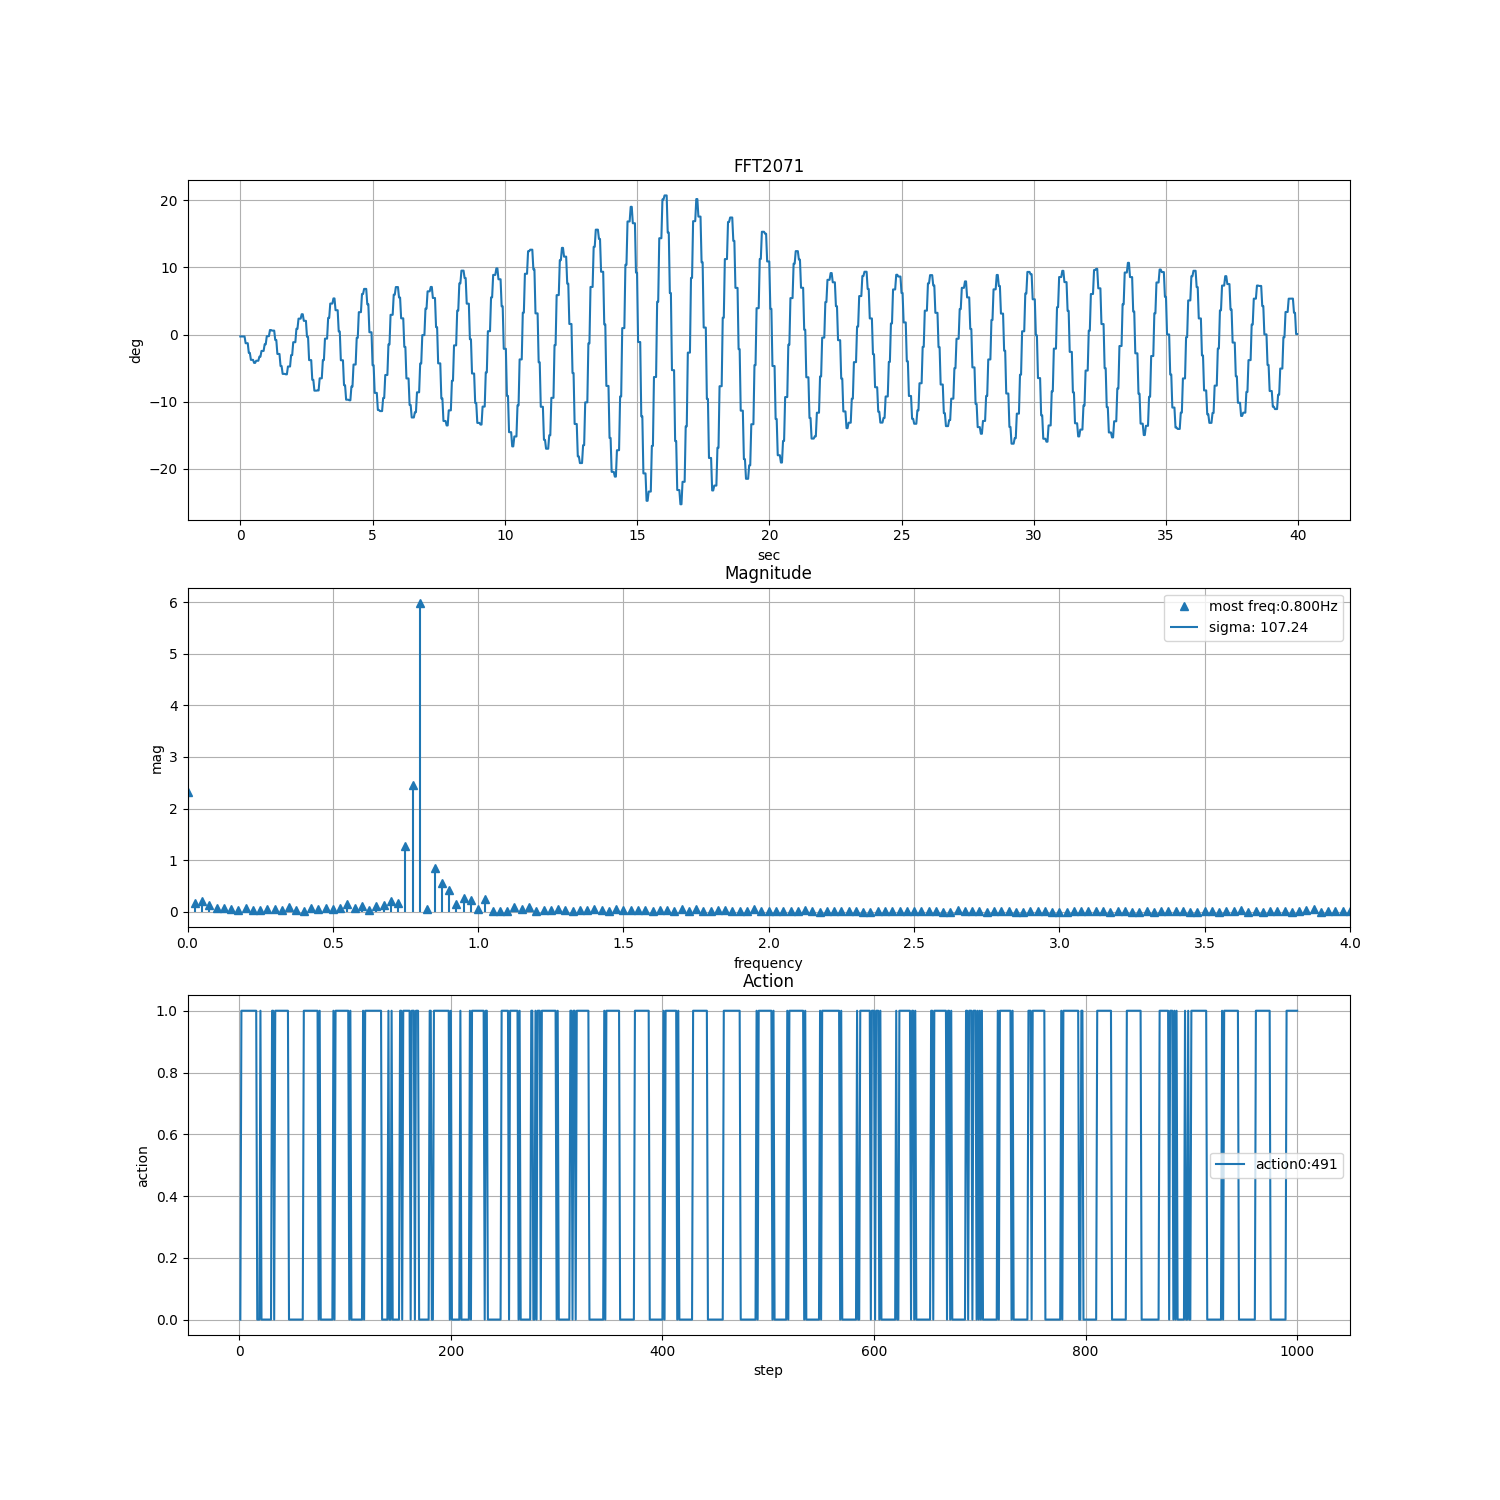 FFT2071
20
10
0
−10
−20
deg
0 5 10 15 20 25 30 35 40
sec
Magnitude
6
5
4
3
2
1
0
mag
most freq:0.800Hz
sigma: 107.24
0.0 0.5 1.0 1.5 2.0 2.5 3.0 3.5 4.0
frequency
Action
1.0
0.8
0.6
0.4
0.2
0.0
action
action0:491
0 200 400 600 800 1000
step